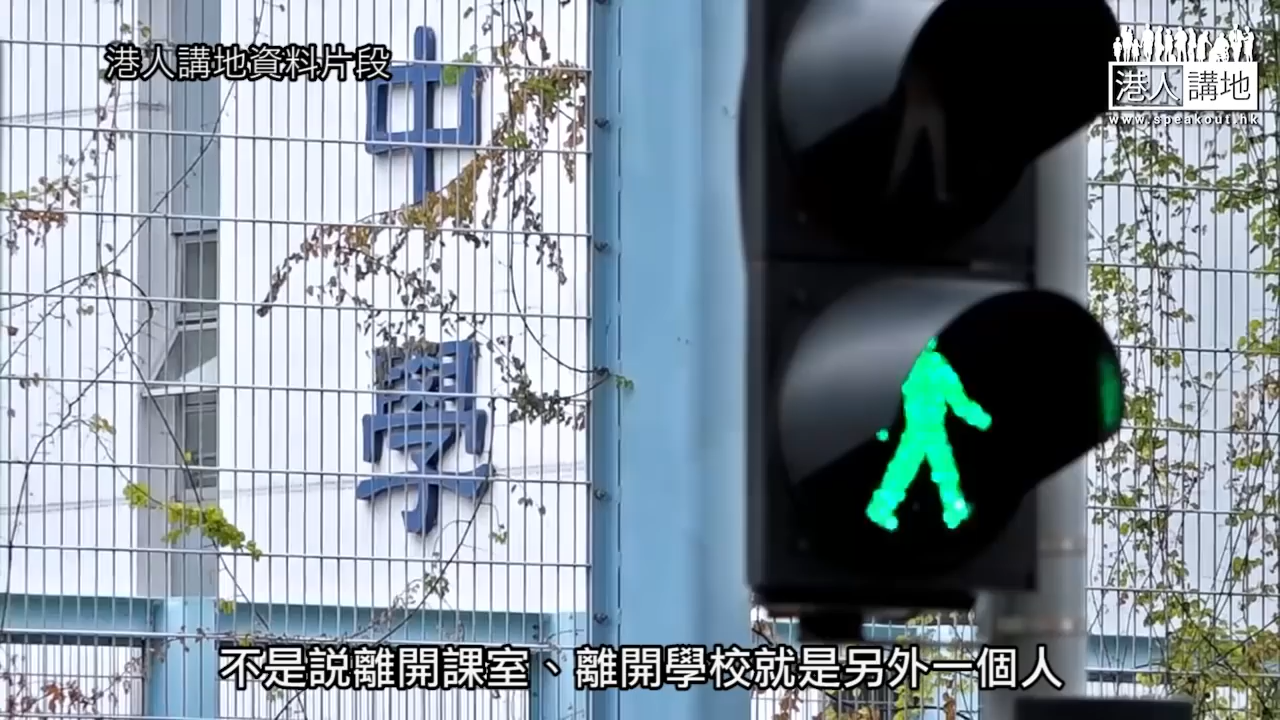 港人講地資料片段
港人講地
www.speakout.hk
中
學
不是説離開課室、離開學校就是另外一個人